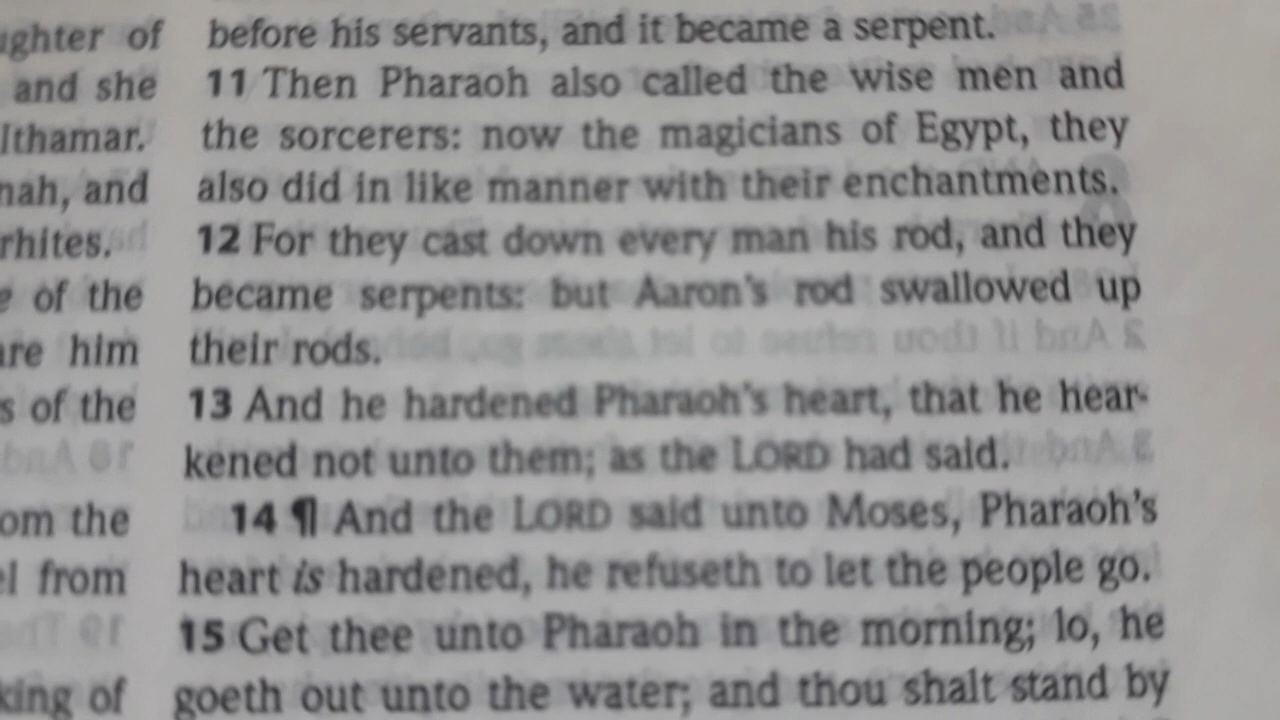 ughter of
and she
Ithamar.
nah, and
rhites.
e of the
are him
s of the
om the
el from
king of
before his servants, and it became a serpent.
11 Then Pharaoh also called the wise men and
the sorcerers: now the magicians of Egypt, they
also did in like manner with their enchantments.
12 For they cast down every man his rod, and they
became serpents: but Aaron's rod swallowed up
their rods.
13 And he hardened Pharaoh's heart, that he hear-
kened not unto them; as the LORD had said.
14 ¶ And the LORD said unto Moses, Pharaoh's
heart is hardened, he refuseth to let the people go.
15 Get thee unto Pharaoh in the morning; lo, he
goeth out unto the water; and thou shalt stand by